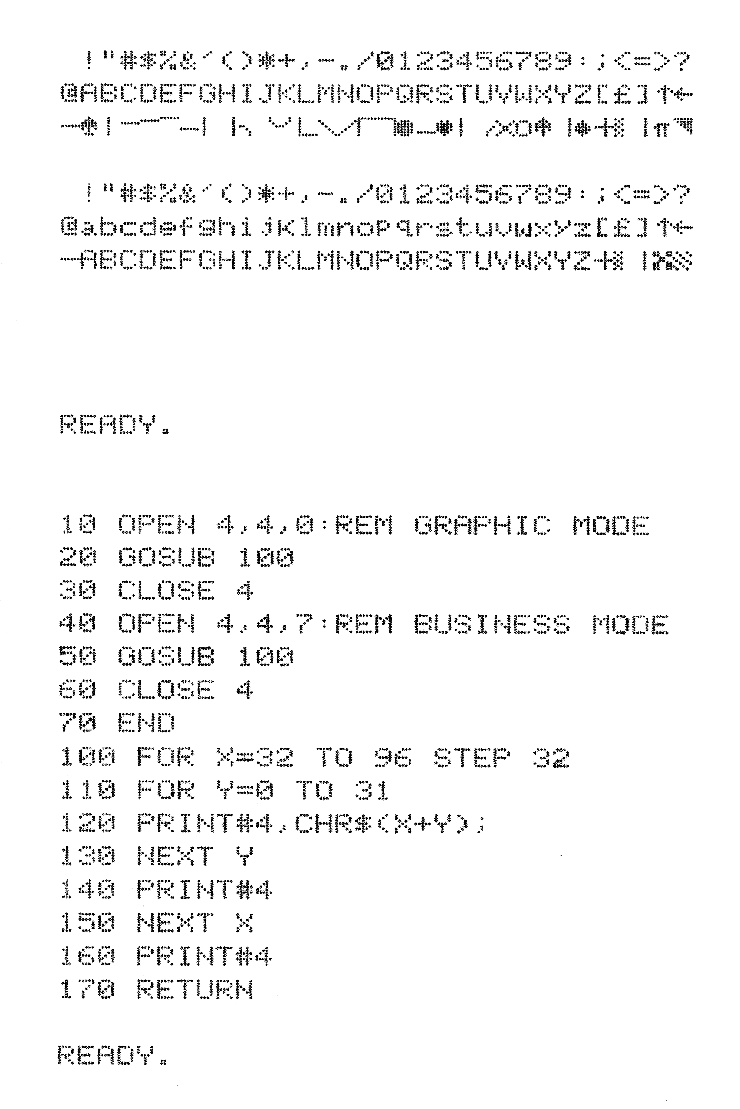 !"#$%&´()*+,-./0123456789:;<=>?
@ABCDEFGHIJKLMNOPQRSTUVWXYZ[£]↑←
─♠│──‾─│ │╮╰╯╰╲╱╭‾●▁♥│ ╱╳○♣ │♦┼▒ │π◥
!"#$%&´()*+,-./0123456789:;<=>?
@abcdefghijklmnopqrstuvwxyz[£]↑←
─ABCDEFGHIJKLMNOPQRSTUVWXYZ┼▒ │▒▒
READY.
10 OPEN 4,4,0:REM GRAPHIC MODE
20 GOSUB 100
30 CLOSE 4
40 OPEN 4,4,7:REM BUSINESS MODE
50 GOSUB 100
60 CLOSE 4
70 END
100 FOR X=32 TO 96 STEP 32
110 FOR Y=0 TO 31
120 PRINT#4,CHR$(X+Y);
130 NEXT Y
140 PRINT#4
150 NEXT X
160 PRINT#4
170 RETURN
READY.